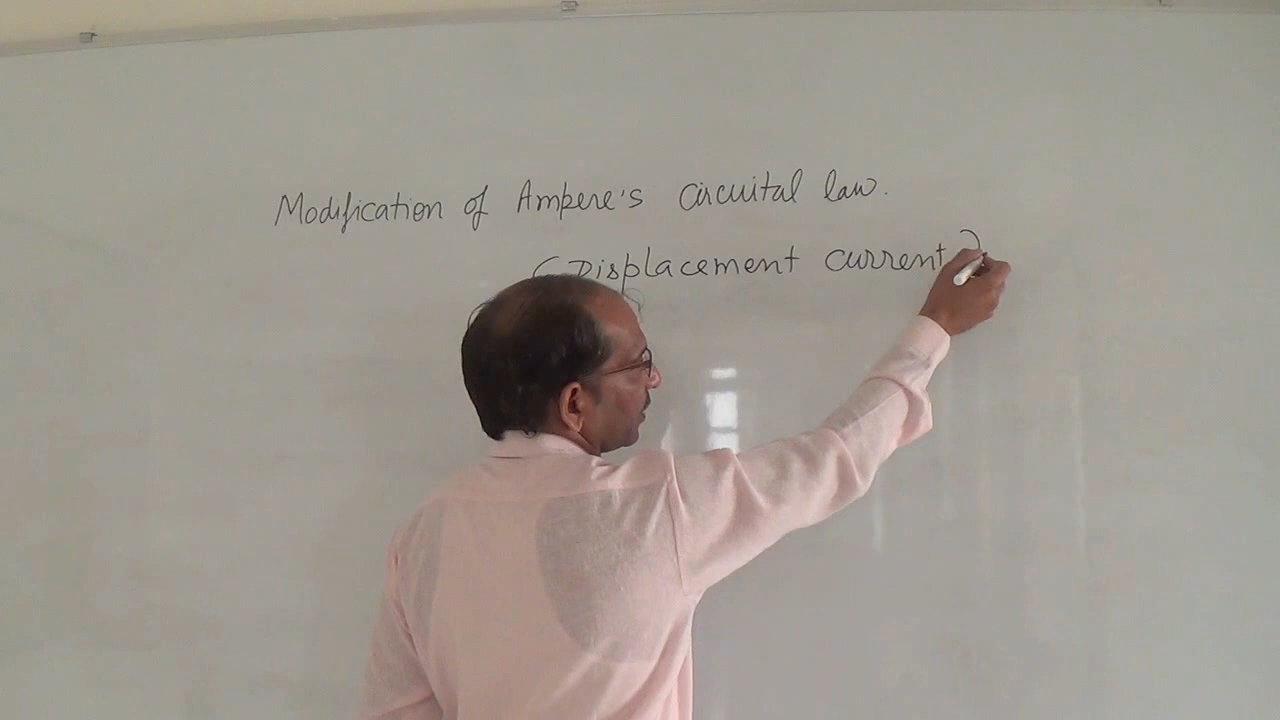 Modification of Ampere's circuital law.
(Displacement current)